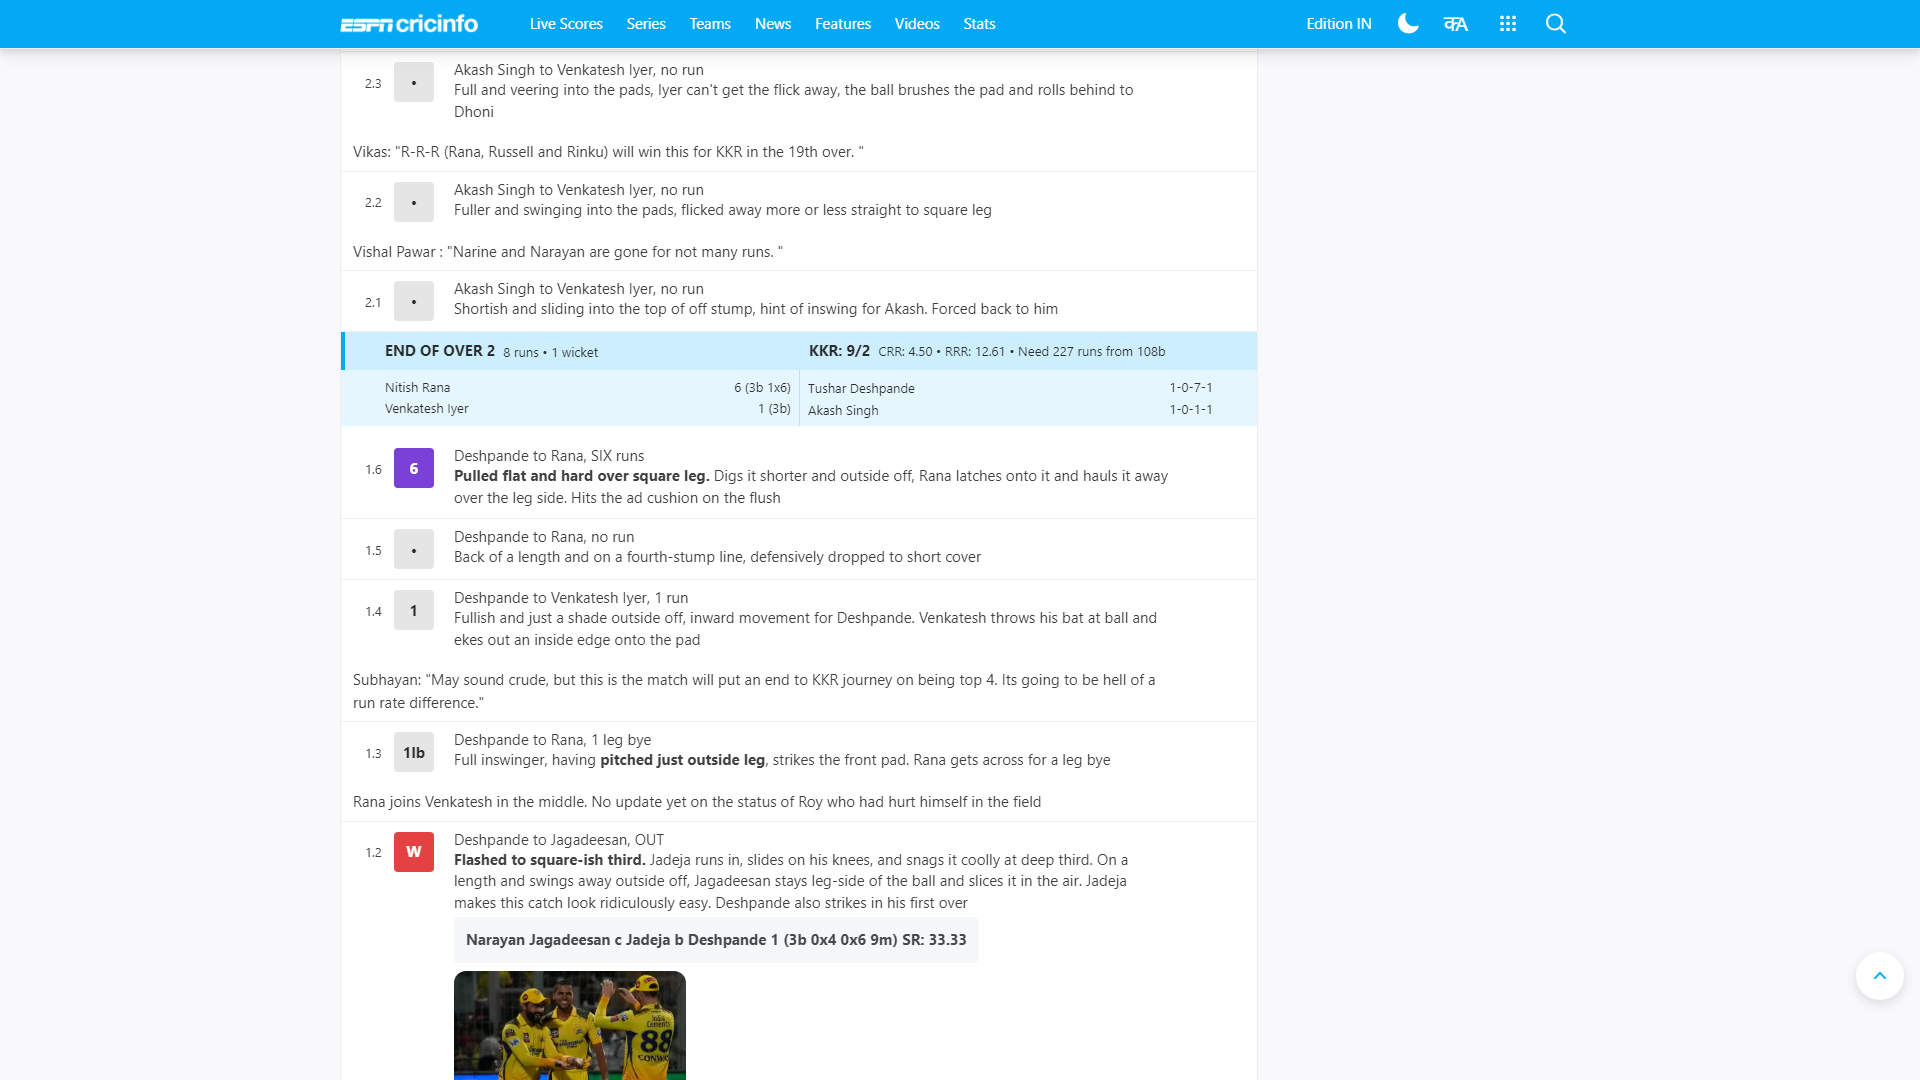 ESPN cricinfo Live Scores Series Teams News Features Videos Stats Edition IN कA
2.3 • Akash Singh to Venkatesh Iyer, no run
Full and veering into the pads, Iyer can't get the flick away, the ball brushes the pad and rolls behind to
Dhoni
Vikas: "R-R-R (Rana, Russell and Rinku) will win this for KKR in the 19th over. "
2.2 • Akash Singh to Venkatesh Iyer, no run
Fuller and swinging into the pads, flicked away more or less straight to square leg
Vishal Pawar : "Narine and Narayan are gone for not many runs. "
2.1 • Akash Singh to Venkatesh Iyer, no run
Shortish and sliding into the top of off stump, hint of inswing for Akash. Forced back to him
END OF OVER 2 8 runs • 1 wicket KKR: 9/2 CRR: 4.50 • RRR: 12.61 • Need 227 runs from 108b
Nitish Rana 6 (3b 1x6) Tushar Deshpande 1-0-7-1
Venkatesh Iyer 1 (3b) Akash Singh 1-0-1-1
1.6 6 Deshpande to Rana, SIX runs
Pulled flat and hard over square leg. Digs it shorter and outside off, Rana latches onto it and hauls it away
over the leg side. Hits the ad cushion on the flush
1.5 • Deshpande to Rana, no run
Back of a length and on a fourth-stump line, defensively dropped to short cover
1.4 1 Deshpande to Venkatesh Iyer, 1 run
Fullish and just a shade outside off, inward movement for Deshpande. Venkatesh throws his bat at ball and
ekes out an inside edge onto the pad
Subhayan: "May sound crude, but this is the match will put an end to KKR journey on being top 4. Its going to be hell of a
run rate difference."
1.3 1lb Deshpande to Rana, 1 leg bye
Full inswinger, having pitched just outside leg, strikes the front pad. Rana gets across for a leg bye
Rana joins Venkatesh in the middle. No update yet on the status of Roy who had hurt himself in the field
1.2 W Deshpande to Jagadeesan, OUT
Flashed to square-ish third. Jadeja runs in, slides on his knees, and snags it coolly at deep third. On a
length and swings away outside off, Jagadeesan stays leg-side of the ball and slices it in the air. Jadeja
makes this catch look ridiculously easy. Deshpande also strikes in his first over
Narayan Jagadeesan c Jadeja b Deshpande 1 (3b 0x4 0x6 9m) SR: 33.33
India
Cements
88
CONWAY